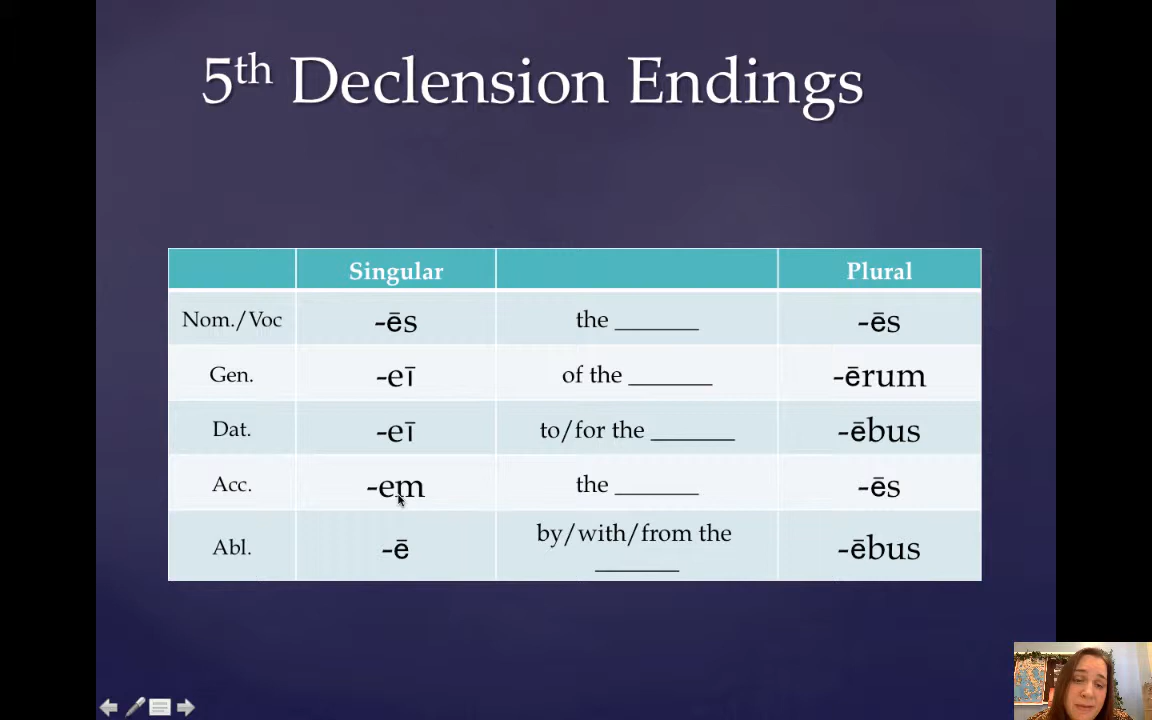 5th Declension Endings
Singular Plural
Nom./Voc -ēs the _______ -ēs
Gen. -eī of the _______ -ērum
Dat. -eī to/for the _______ -ēbus
Acc. -em the _______ -ēs
Abl. -ē by/with/from the _______ -ēbus